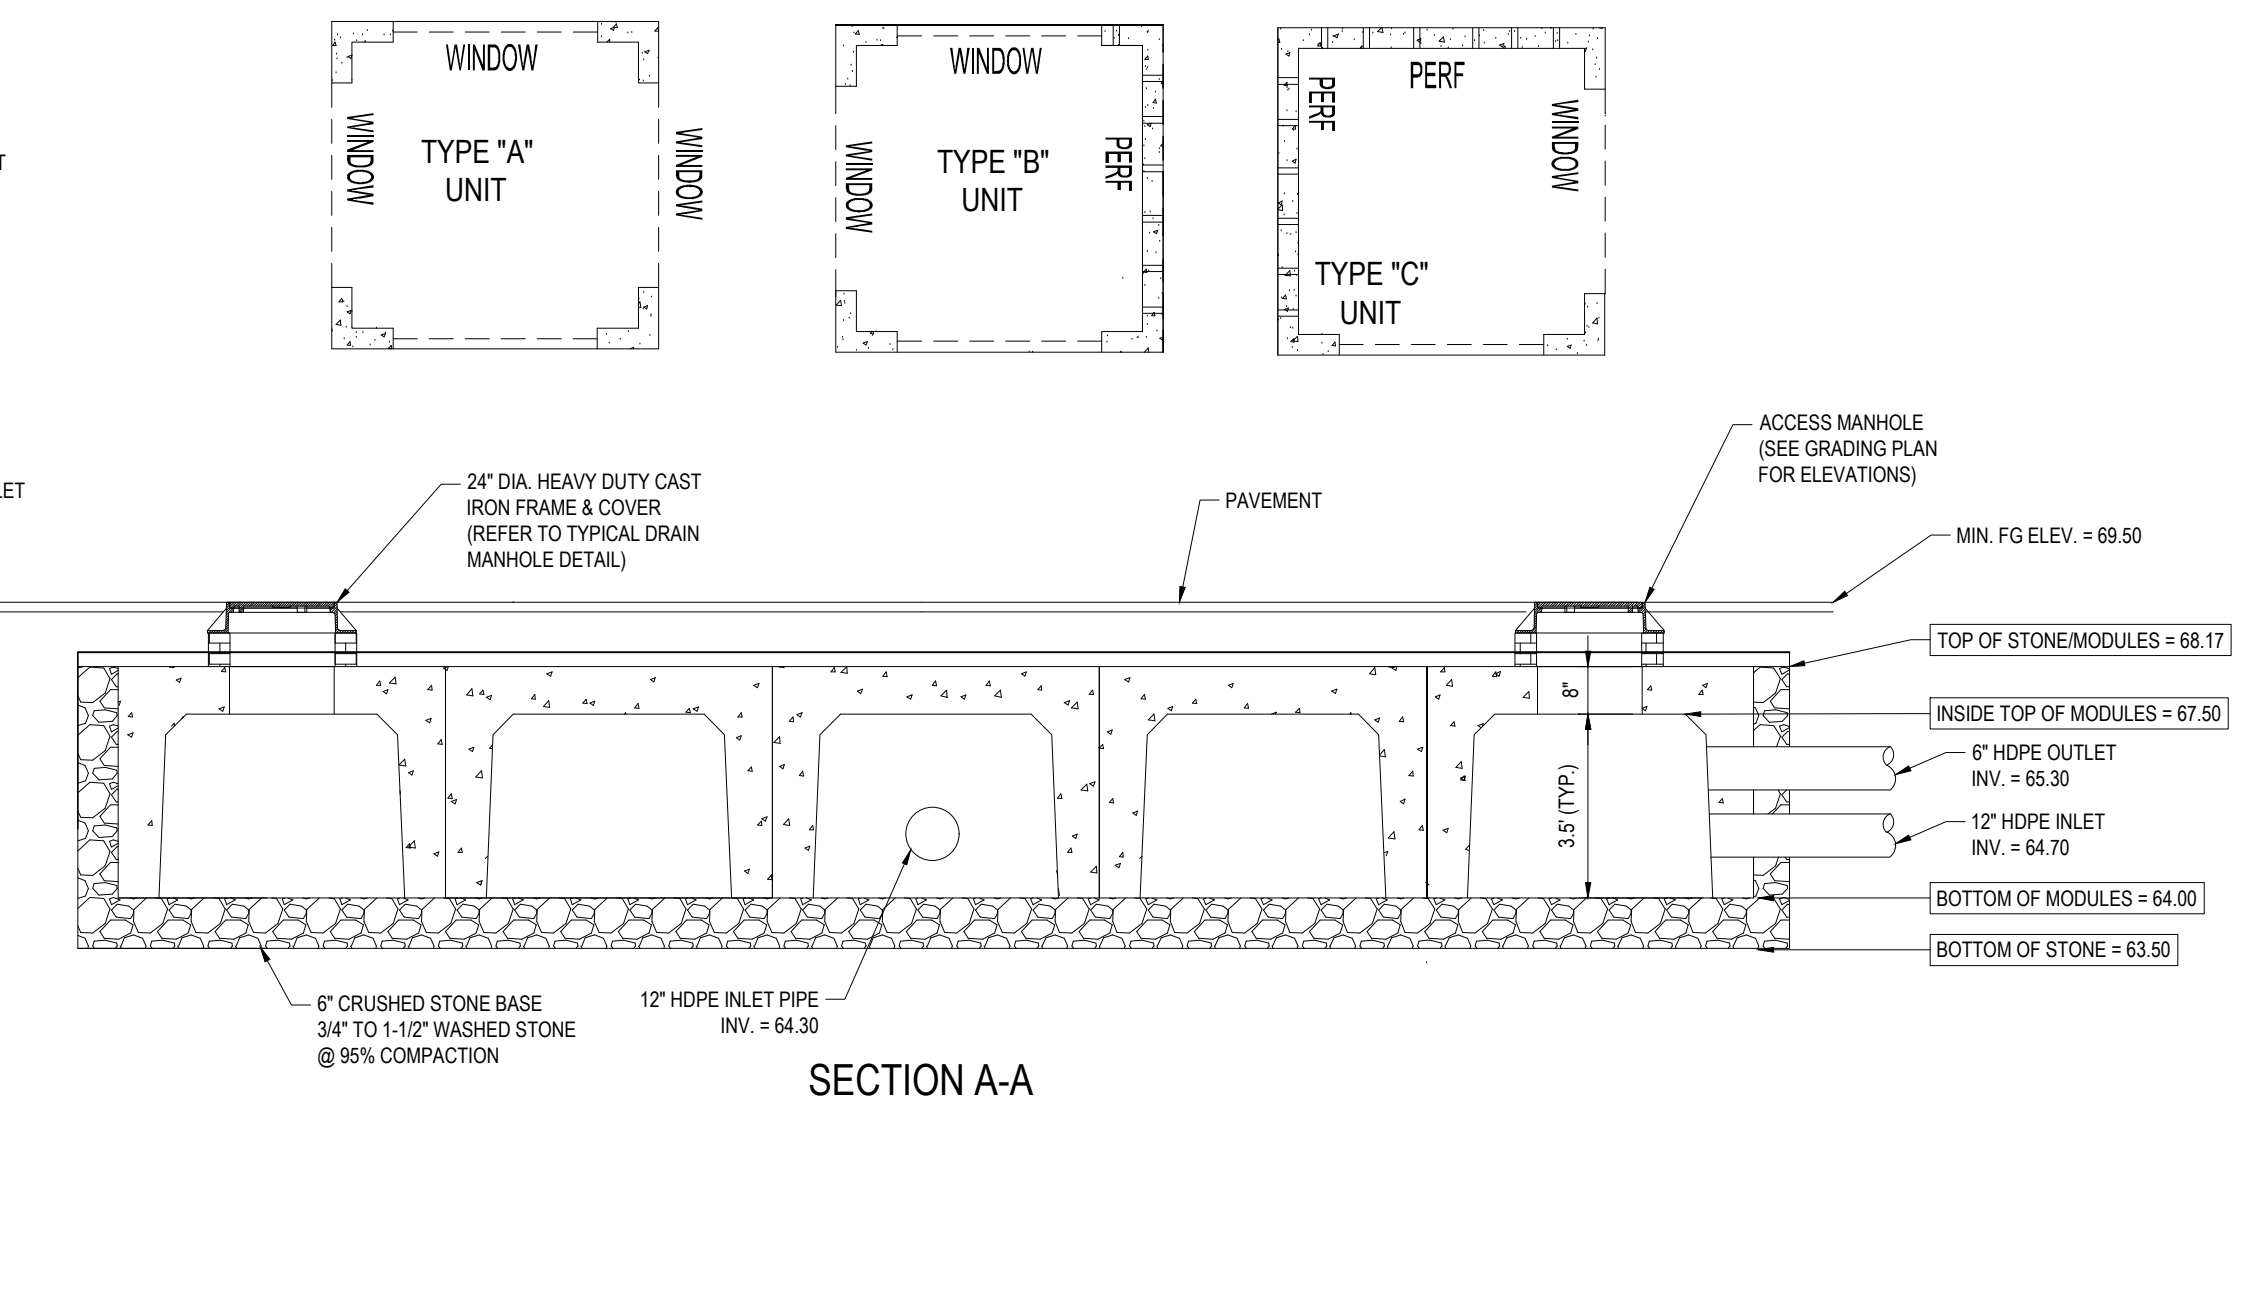 WINDOW
WINDOW
TYPE "A"
UNIT
WINDOW
WINDOW
WINDOW
TYPE "B"
UNIT
PERF
PERF
PERF
WINDOW
TYPE "C"
UNIT
T
LET
24" DIA. HEAVY DUTY CAST
IRON FRAME & COVER
(REFER TO TYPICAL DRAIN
MANHOLE DETAIL)
PAVEMENT
ACCESS MANHOLE
(SEE GRADING PLAN
FOR ELEVATIONS)
MIN. FG ELEV. = 69.50
TOP OF STONE/MODULES = 68.17
8"
INSIDE TOP OF MODULES = 67.50
6" HDPE OUTLET
INV. = 65.30
3.5' (TYP.)
12" HDPE INLET
INV. = 64.70
BOTTOM OF MODULES = 64.00
BOTTOM OF STONE = 63.50
6" CRUSHED STONE BASE
3/4" TO 1-1/2" WASHED STONE
@ 95% COMPACTION
12" HDPE INLET PIPE
INV. = 64.30
SECTION A-A